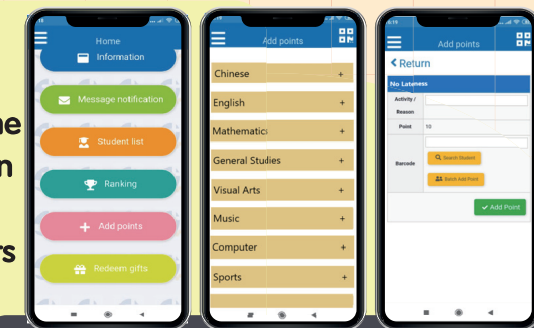 Home
Information
Message notification
Student list
Ranking
Add points
Redeem gifts
Add points
Chinese +
English +
Mathematics +
General Studies +
Visual Arts +
Music +
Computer +
Sports +
Add points
Return
No Lateness
Activity /
Reason
Point 10
Barcode
Search Student
Batch Add Point
Add Point